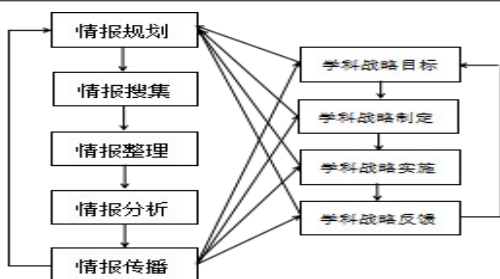 情报规划
情报搜集
情报整理
情报分析
情报传播
学科战略目标
学科战略制定
学科战略实施
学科战略反馈